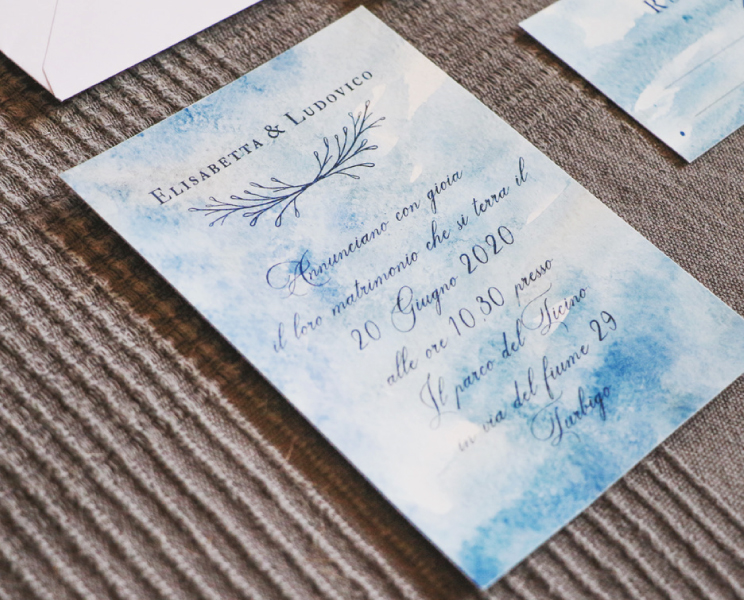 Elisabetta & Ludovico
Annunciano con gioia
il loro matrimonio che si terra il
20 Giugno 2020
alle ore 10.30 presso
Il parco del Ticino
in via del fiume 29
Turbigo